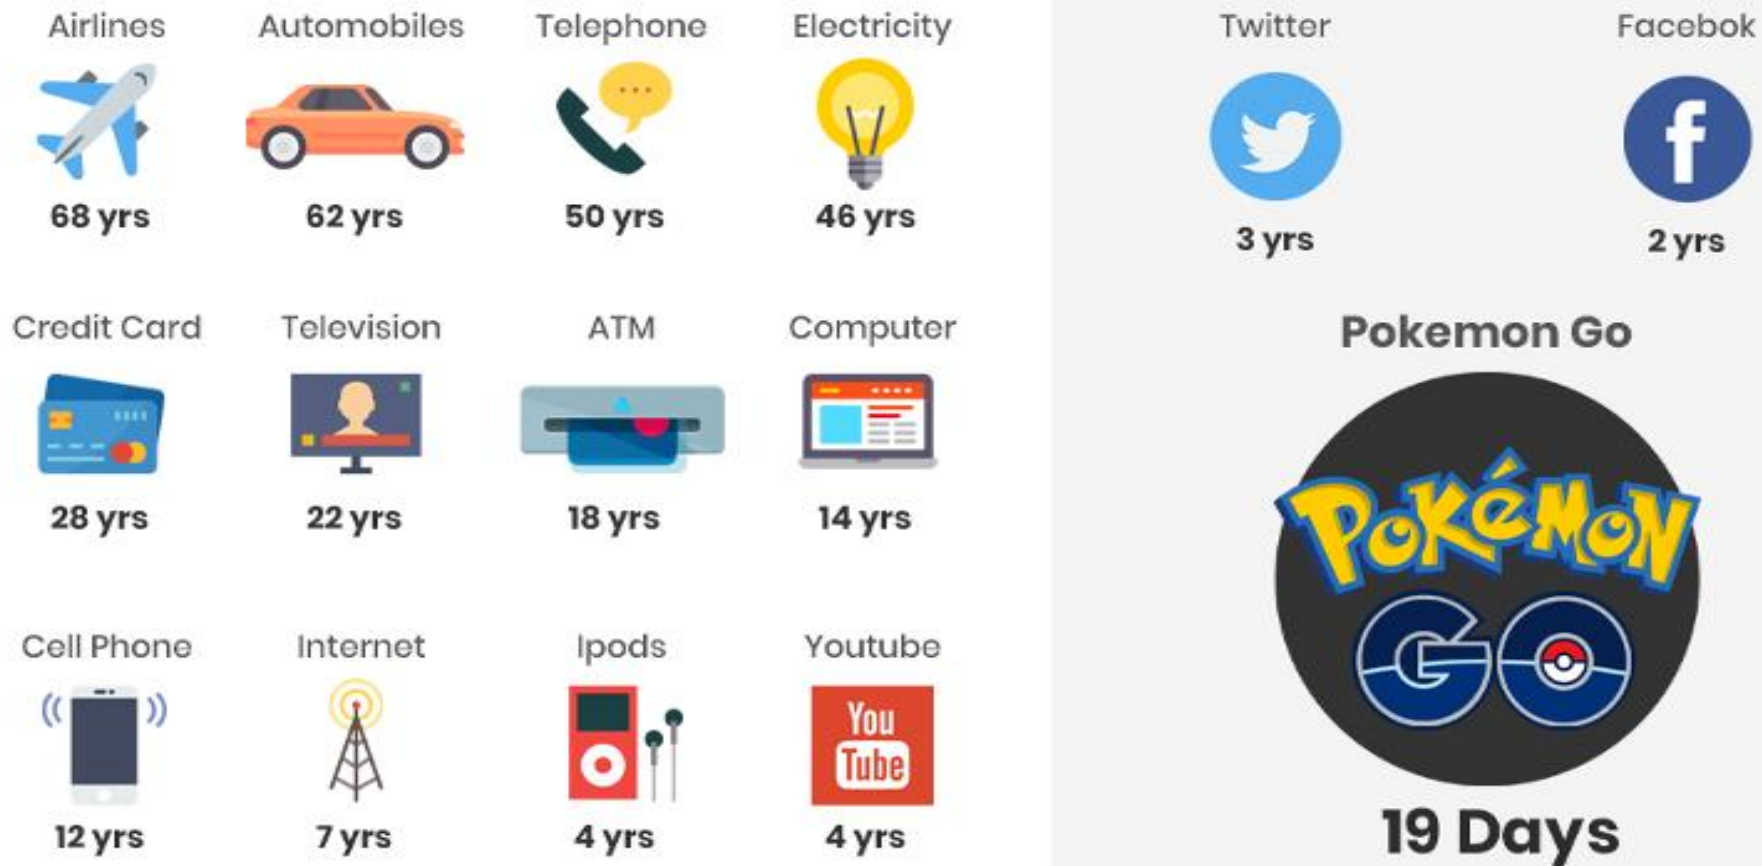 Airlines
Automobiles
Telephone
Electricity
68 yrs
62 yrs
50 yrs
46 yrs
Credit Card
Television
ATM
Computer
28 yrs
22 yrs
18 yrs
14 yrs
Cell Phone
Internet
Ipods
Youtube
You
Tube
12 yrs
7 yrs
4 yrs
4 yrs
Twitter
Facebok
f
3 yrs
2 yrs
Pokemon Go
POKéMON
GO
19 Days